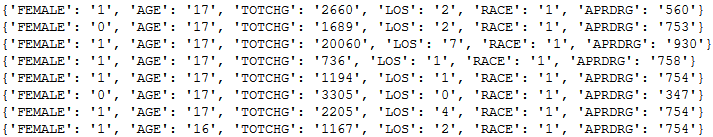 {'FEMALE': '1', 'AGE': '17', 'TOTCHG': '2660', 'LOS': '2', 'RACE': '1', 'APRDRG': '560'}
{'FEMALE': '0', 'AGE': '17', 'TOTCHG': '1689', 'LOS': '2', 'RACE': '1', 'APRDRG': '753'}
{'FEMALE': '1', 'AGE': '17', 'TOTCHG': '20060', 'LOS': '7', 'RACE': '1', 'APRDRG': '930'}
{'FEMALE': '1', 'AGE': '17', 'TOTCHG': '736', 'LOS': '1', 'RACE': '1', 'APRDRG': '758'}
{'FEMALE': '1', 'AGE': '17', 'TOTCHG': '1194', 'LOS': '1', 'RACE': '1', 'APRDRG': '754'}
{'FEMALE': '0', 'AGE': '17', 'TOTCHG': '3305', 'LOS': '0', 'RACE': '1', 'APRDRG': '347'}
{'FEMALE': '1', 'AGE': '17', 'TOTCHG': '2205', 'LOS': '4', 'RACE': '1', 'APRDRG': '754'}
{'FEMALE': '1', 'AGE': '16', 'TOTCHG': '1167', 'LOS': '2', 'RACE': '1', 'APRDRG': '754'}